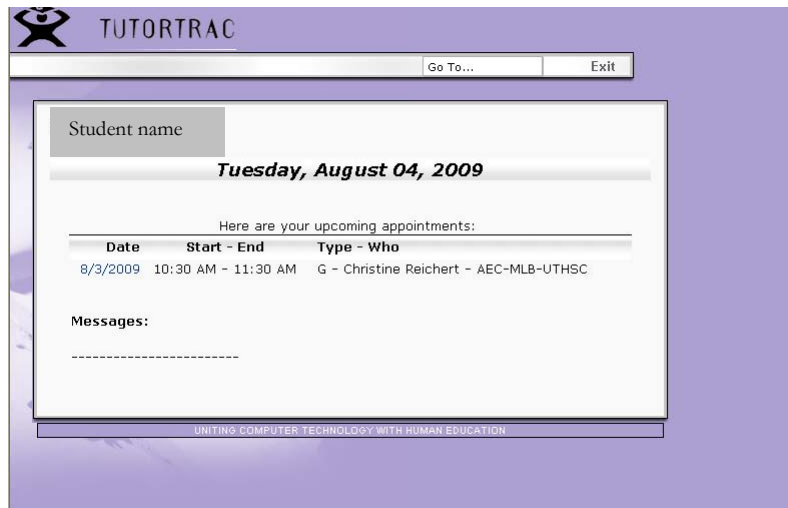 TUTORTRAC
Go To... Exit
Student name
Tuesday, August 04, 2009
Here are your upcoming appointments:
Date Start - End Type - Who
8/3/2009 10:30 AM - 11:30 AM G - Christine Reichert - AEC-MLB-UTHSC
Messages:
------------------------
UNITING COMPUTER TECHNOLOGY WITH HUMAN EDUCATION